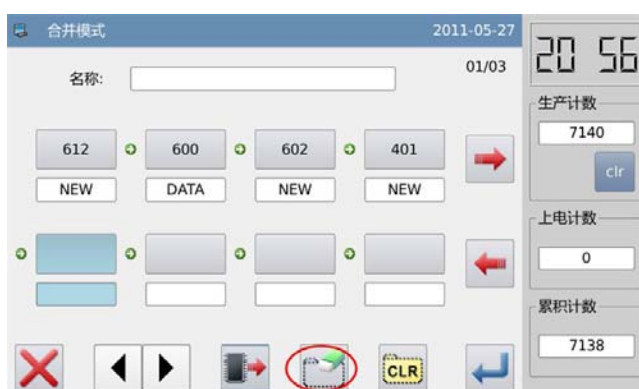 合并模式 2011-05-27
20 56
名称: 01/03
生产计数
7140
clr
612 600 602 401
NEW DATA NEW NEW
上电计数
0
累积计数
7138
CLR